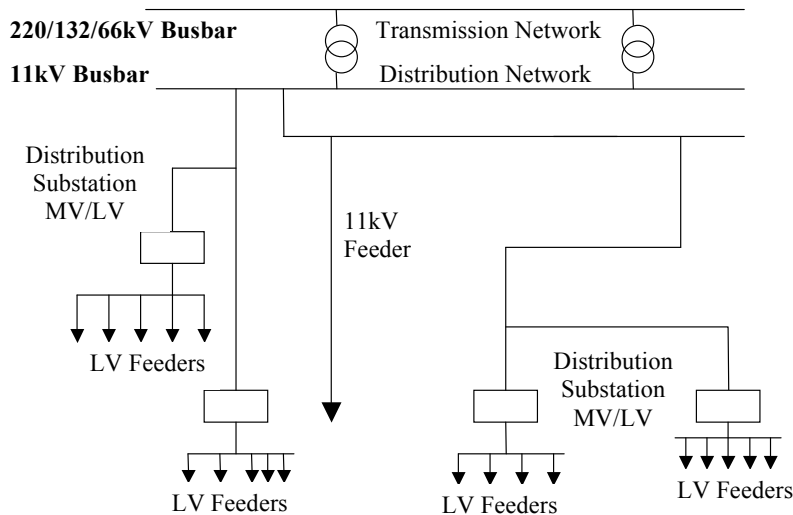 220/132/66kV Busbar
Transmission Network
11kV Busbar
Distribution Network
Distribution
Substation
MV/LV
11kV
Feeder
LV Feeders
Distribution
Substation
MV/LV
LV Feeders
LV Feeders
LV Feeders